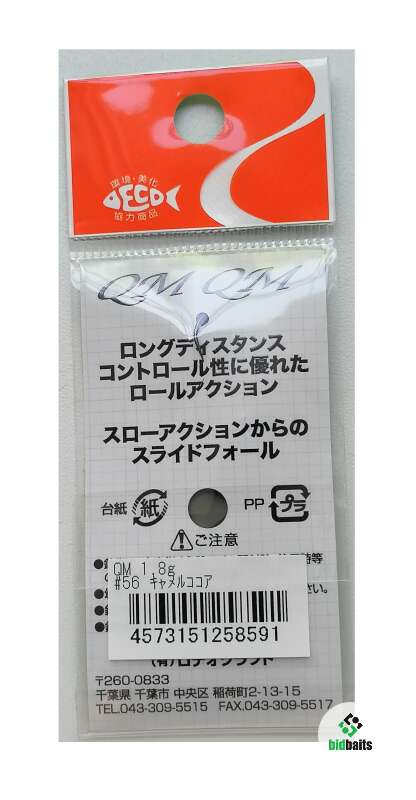 環境・美化
ECO
協力商品
QM QM
ロングディスタンス
コントロール性に優れた
ロールアクション
スローアクションからの
スライドフォール
台紙 紙 PP プラ
ご注意
QM 1.8g
#56 ｷｬﾒﾙｺｺｱ
4573151258591
(有)ロデオクラフト
〒260-0833
千葉県 千葉市 中央区 稲荷町2-13-15
TEL.043-309-5515 FAX.043-309-5517
bidbaits